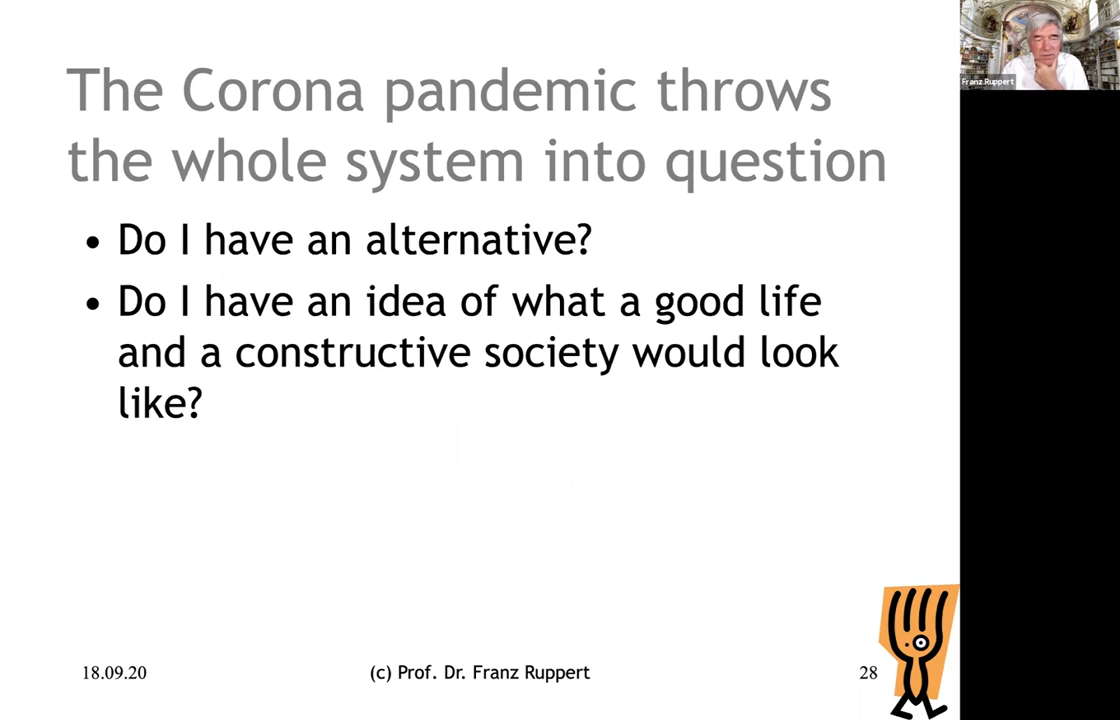 The Corona pandemic throws
the whole system into question
• Do I have an alternative?
• Do I have an idea of what a good life
and a constructive society would look
like?
18.09.20
(c) Prof. Dr. Franz Ruppert
28
Franz Ruppert